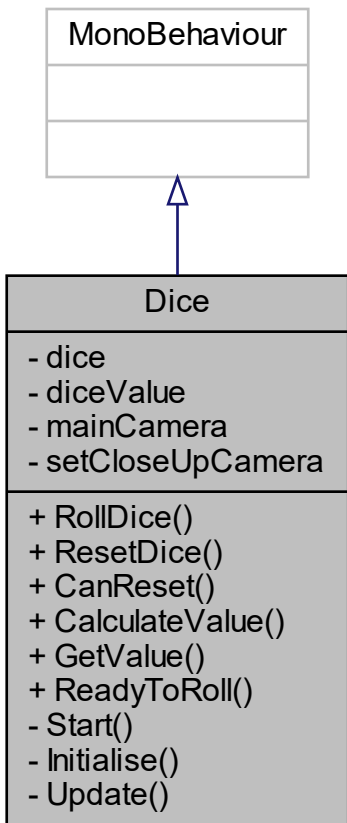 MonoBehaviour
Dice
- dice
- diceValue
- mainCamera
- setCloseUpCamera
+ RollDice()
+ ResetDice()
+ CanReset()
+ CalculateValue()
+ GetValue()
+ ReadyToRoll()
- Start()
- Initialise()
- Update()